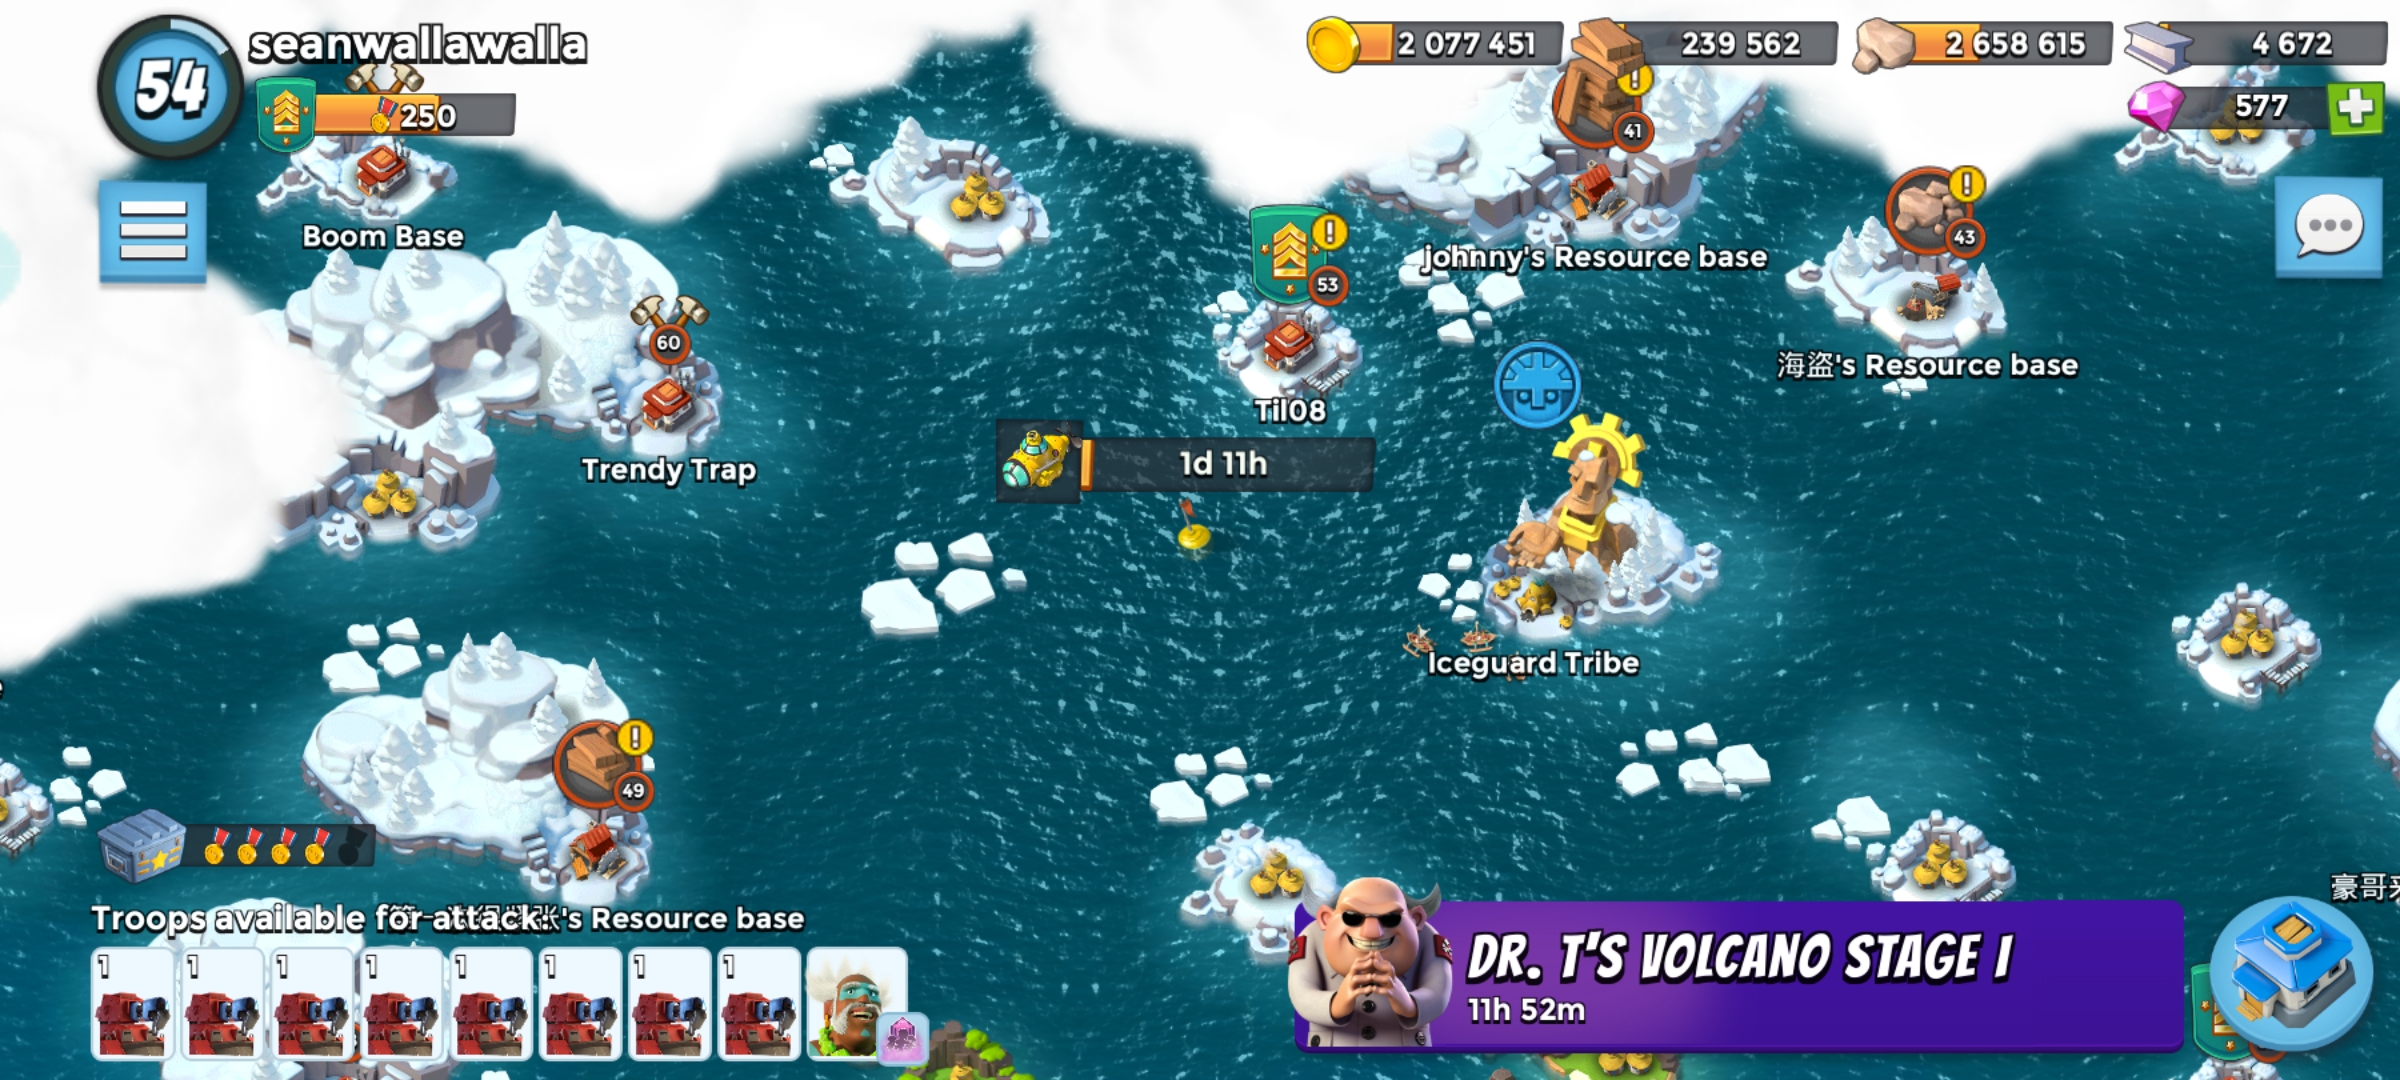 54
seanwallawalla
250
2 077 451
239 562
2 658 615
4 672
577
41
Boom Base
43
53
johnny's Resource base
60
海盜's Resource base
Til08
Trendy Trap
1d 11h
Iceguard Tribe
49
豪哥
Troops available for attack:
's Resource base
1
1
1
1
1
1
1
1
DR. T'S VOLCANO STAGE I
11h 52m